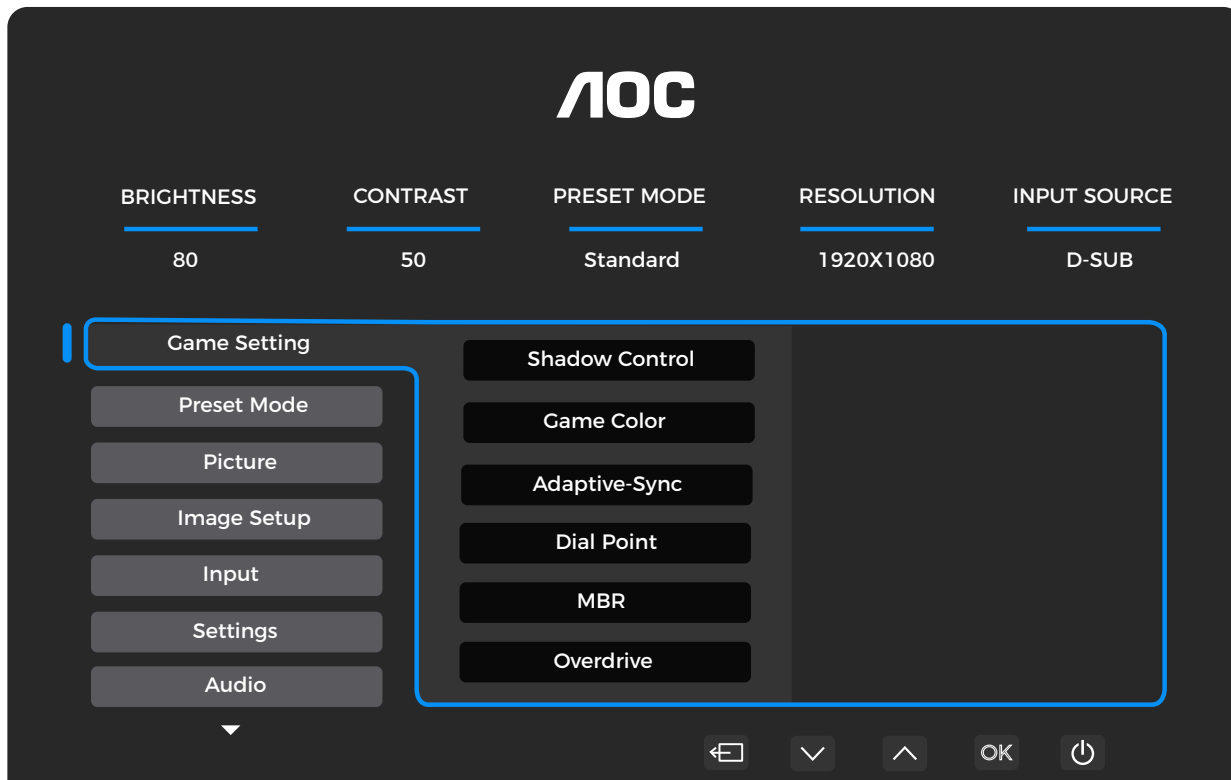 AOC
BRIGHTNESS CONTRAST PRESET MODE RESOLUTION INPUT SOURCE
80 50 Standard 1920X1080 D-SUB
Game Setting
Preset Mode
Picture
Image Setup
Input
Settings
Audio
Shadow Control
Game Color
Adaptive-Sync
Dial Point
MBR
Overdrive
OK